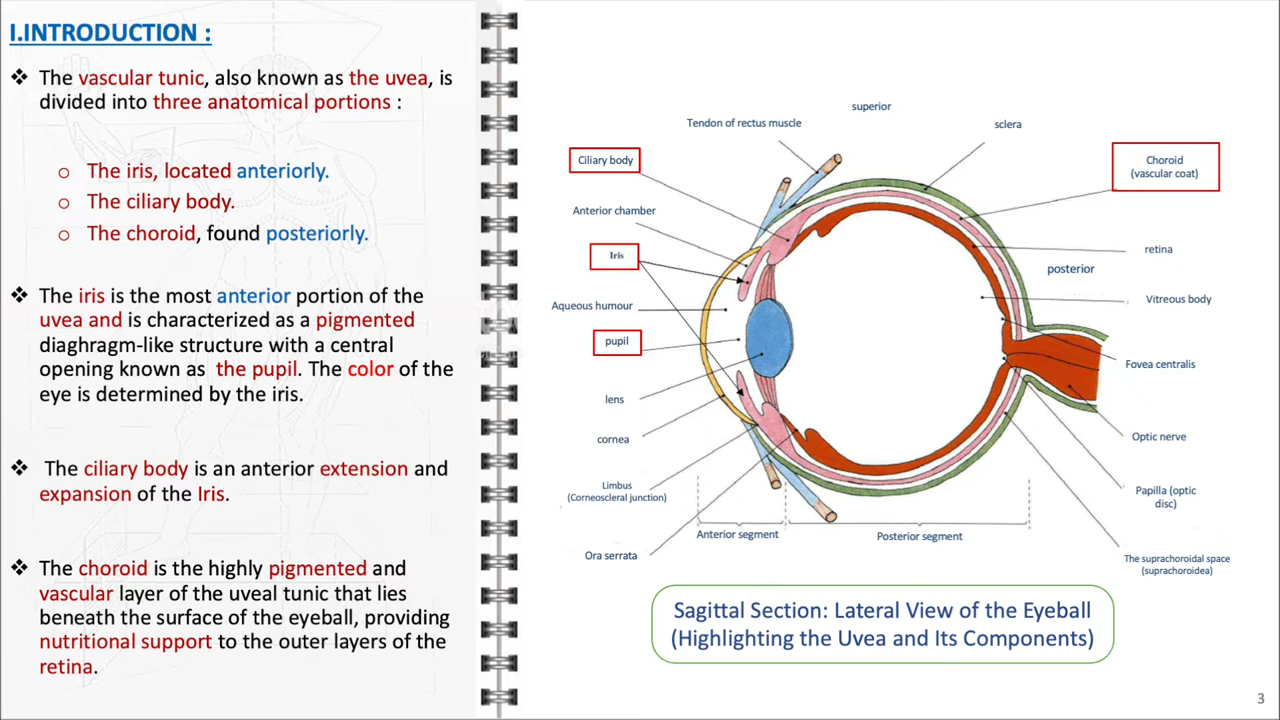 I.INTRODUCTION :
❖ The vascular tunic, also known as the uvea, is
divided into three anatomical portions :
o The iris, located anteriorly.
o The ciliary body.
o The choroid, found posteriorly.
❖ The iris is the most anterior portion of the
uvea and is characterized as a pigmented
diaghragm-like structure with a central
opening known as the pupil. The color of the
eye is determined by the iris.
❖ The ciliary body is an anterior extension and
expansion of the Iris.
❖ The choroid is the highly pigmented and
vascular layer of the uveal tunic that lies
beneath the surface of the eyeball, providing
nutritional support to the outer layers of the
retina.
superior
Tendon of rectus muscle
sclera
Ciliary body
Choroid
(vascular coat)
Anterior chamber
Iris
retina
posterior
Aqueous humour
Vitreous body
pupil
Fovea centralis
lens
cornea
Optic nerve
Limbus
(Corneoscleral junction)
Papilla (optic
disc)
Anterior segment
Posterior segment
Ora serrata
The suprachoroidal space
(suprachoroidea)
Sagittal Section: Lateral View of the Eyeball
(Highlighting the Uvea and Its Components)
3